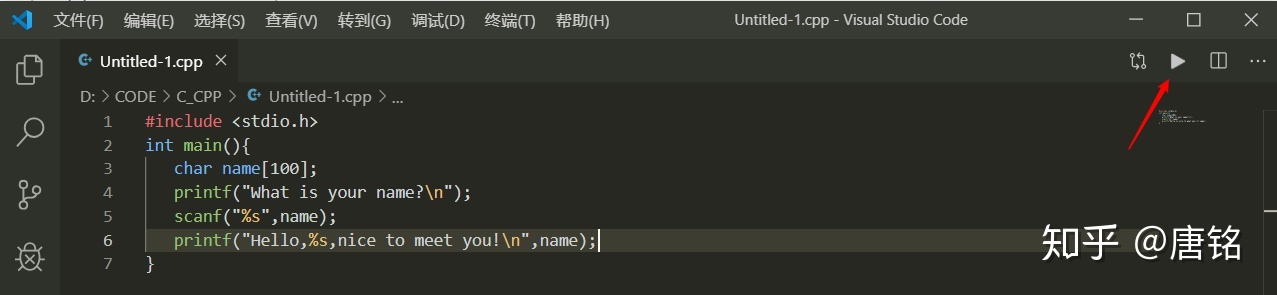 文件(F) 编辑(E) 选择(S) 查看(V) 转到(G) 调试(D) 终端(T) 帮助(H) Untitled-1.cpp - Visual Studio Code
Untitled-1.cpp
D: > CODE > C_CPP > Untitled-1.cpp > ...
1 #include <stdio.h>
2 int main(){
3 char name[100];
4 printf("What is your name?\n");
5 scanf("%s",name);
6 printf("Hello,%s,nice to meet you!\n",name);
7 }
知乎 @唐铭